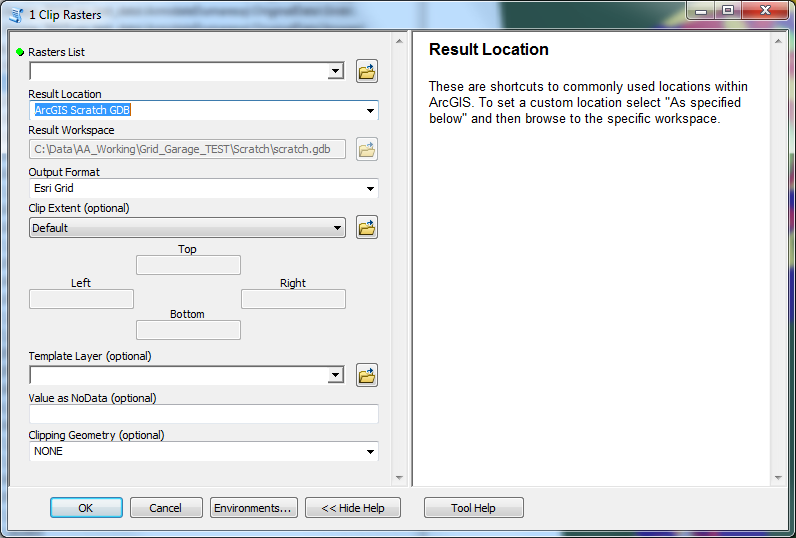 1 Clip Rasters
Rasters List
Result Location
ArcGIS Scratch GDB
Result Workspace
C:\Data\AA_Working\Grid_Garage_TEST\Scratch\scratch.gdb
Output Format
Esri Grid
Clip Extent (optional)
Default
Top
Left
Right
Bottom
Template Layer (optional)
Value as NoData (optional)
Clipping Geometry (optional)
NONE
OK
Cancel
Environments...
<< Hide Help
Result Location
These are shortcuts to commonly used locations within
ArcGIS. To set a custom location select "As specified
below" and then browse to the specific workspace.
Tool Help